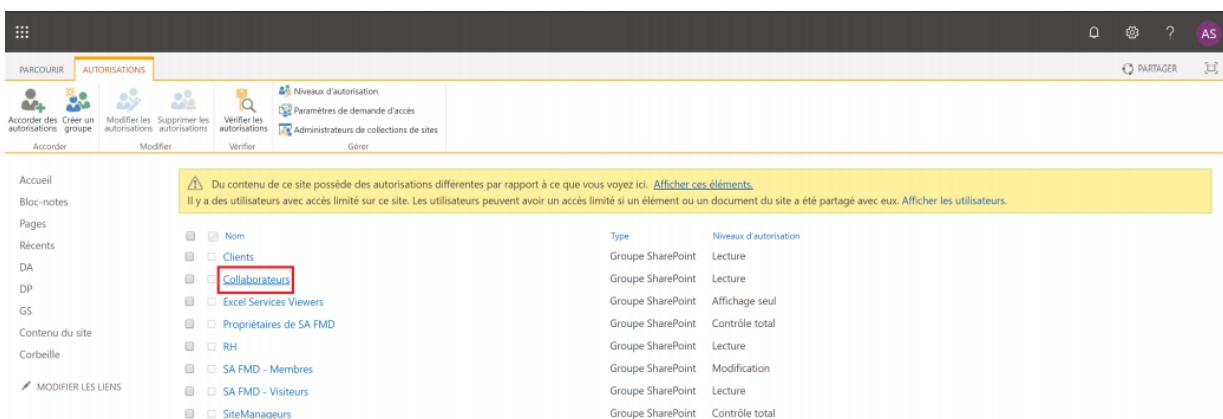 AS
PARCOURIR AUTORISATIONS PARTAGER
Niveaux d'autorisation
Paramètres de demande d'accès
Administrateurs de collections de sites
Accorder des Créer un Modifier les Supprimer les Vérifier les
autorisations groupe autorisations autorisations autorisations
Accorder Modifier Vérifier Gérer
Accueil
Bloc-notes
Pages
Récents
DA
DP
GS
Contenu du site
Corbeille
MODIFIER LES LIENS
Du contenu de ce site possède des autorisations différentes par rapport à ce que vous voyez ici. Afficher ces éléments.
Il y a des utilisateurs avec accès limité sur ce site. Les utilisateurs peuvent avoir un accès limité si un élément ou un document du site a été partagé avec eux. Afficher les utilisateurs.
Nom Type Niveaux d'autorisation
Clients Groupe SharePoint Lecture
Collaborateurs Groupe SharePoint Lecture
Excel Services Viewers Groupe SharePoint Affichage seul
Propriétaires de SA FMD Groupe SharePoint Contrôle total
RH Groupe SharePoint Lecture
SA FMD - Membres Groupe SharePoint Modification
SA FMD - Visiteurs Groupe SharePoint Lecture
SiteManageurs Groupe SharePoint Contrôle total